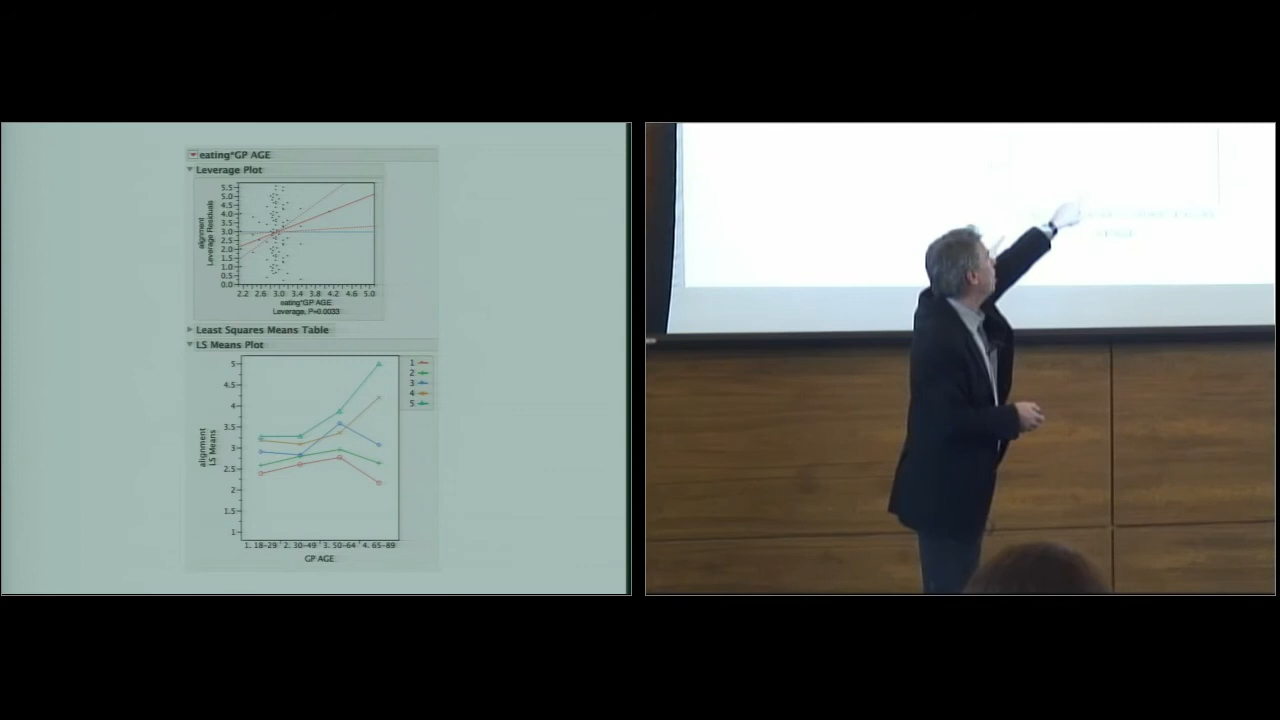 eating*GP AGE
Leverage Plot
5.5
5.0
4.5
4.0
3.5
3.0
2.5
2.0
1.5
1.0
0.5
0.0
alignment
Leverage Residuals
2.2 2.6 3.0 3.4 3.8 4.2 4.6 5.0
eating*GP AGE
Leverage, P=0.0033
Least Squares Means Table
LS Means Plot
5
4.5
4
3.5
3
2.5
2
1.5
1
alignment
LS Means
1
2
3
4
5
1. 18-29 2. 30-49 3. 50-64 4. 65-89
GP AGE